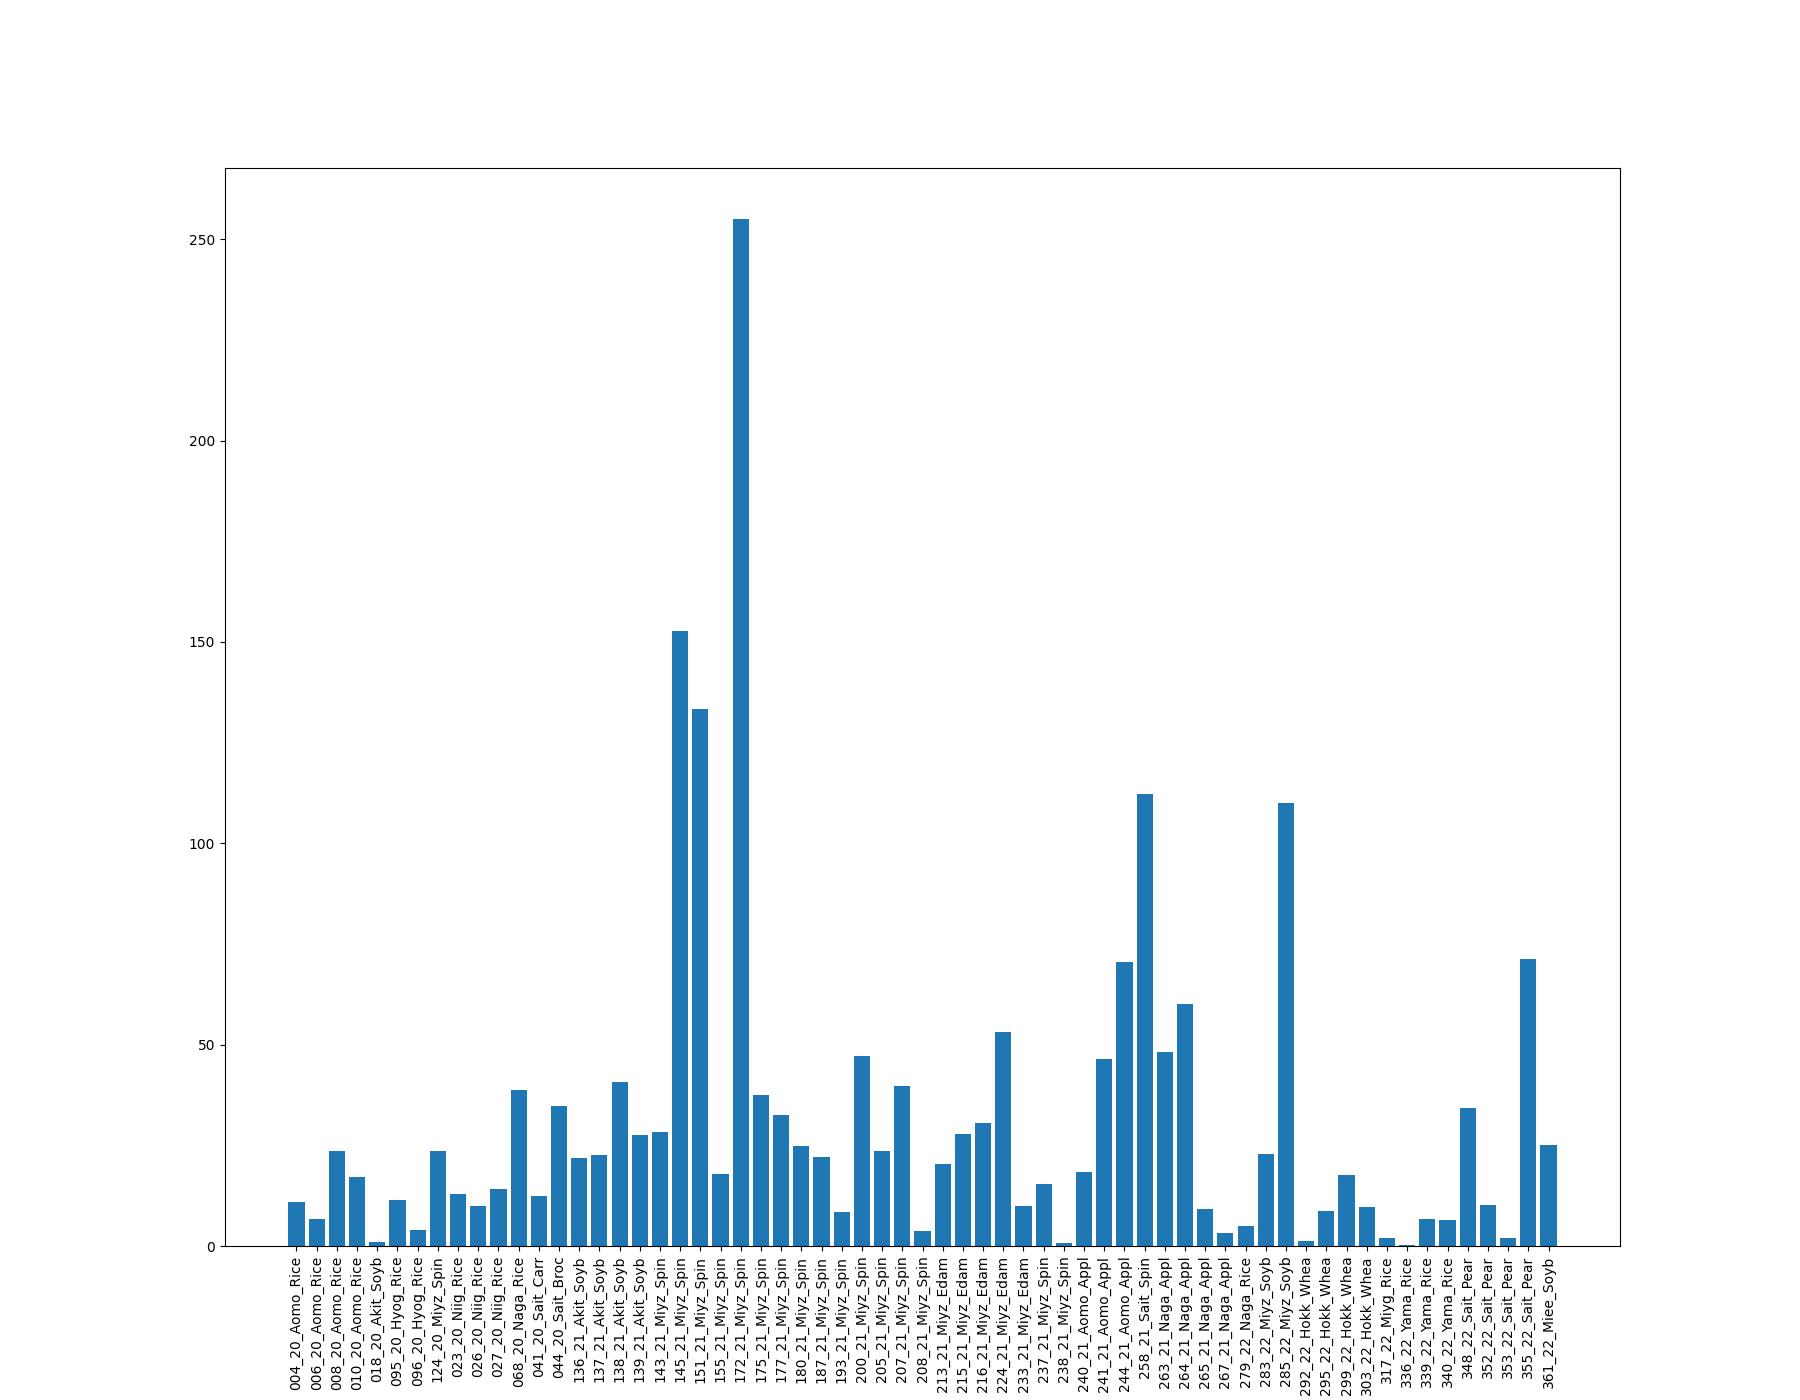 250
200
150
100
50
0
004_20_Aomo_Rice
006_20_Aomo_Rice
008_20_Aomo_Rice
010_20_Aomo_Rice
018_20_Akit_Soyb
095_20_Hyog_Rice
096_20_Hyog_Rice
124_20_Miyz_Spin
023_20_Niig_Rice
026_20_Niig_Rice
027_20_Niig_Rice
068_20_Naga_Rice
041_20_Sait_Carr
044_20_Sait_Broc
136_21_Akit_Soyb
137_21_Akit_Soyb
138_21_Akit_Soyb
139_21_Akit_Soyb
143_21_Miyz_Spin
145_21_Miyz_Spin
151_21_Miyz_Spin
155_21_Miyz_Spin
172_21_Miyz_Spin
175_21_Miyz_Spin
177_21_Miyz_Spin
180_21_Miyz_Spin
187_21_Miyz_Spin
193_21_Miyz_Spin
200_21_Miyz_Spin
205_21_Miyz_Spin
207_21_Miyz_Spin
208_21_Miyz_Spin
213_21_Miyz_Edam
215_21_Miyz_Edam
216_21_Miyz_Edam
224_21_Miyz_Edam
233_21_Miyz_Edam
237_21_Miyz_Spin
238_21_Miyz_Spin
240_21_Aomo_Appl
241_21_Aomo_Appl
244_21_Aomo_Appl
258_21_Sait_Spin
263_21_Naga_Appl
264_21_Naga_Appl
265_21_Naga_Appl
267_21_Naga_Appl
279_22_Naga_Rice
283_22_Miyz_Soyb
285_22_Miyz_Soyb
292_22_Hokk_Whea
295_22_Hokk_Whea
299_22_Hokk_Whea
303_22_Hokk_Whea
317_22_Miyg_Rice
336_22_Yama_Rice
339_22_Yama_Rice
340_22_Yama_Rice
348_22_Sait_Pear
352_22_Sait_Pear
353_22_Sait_Pear
355_22_Sait_Pear
361_22_Miee_Soyb